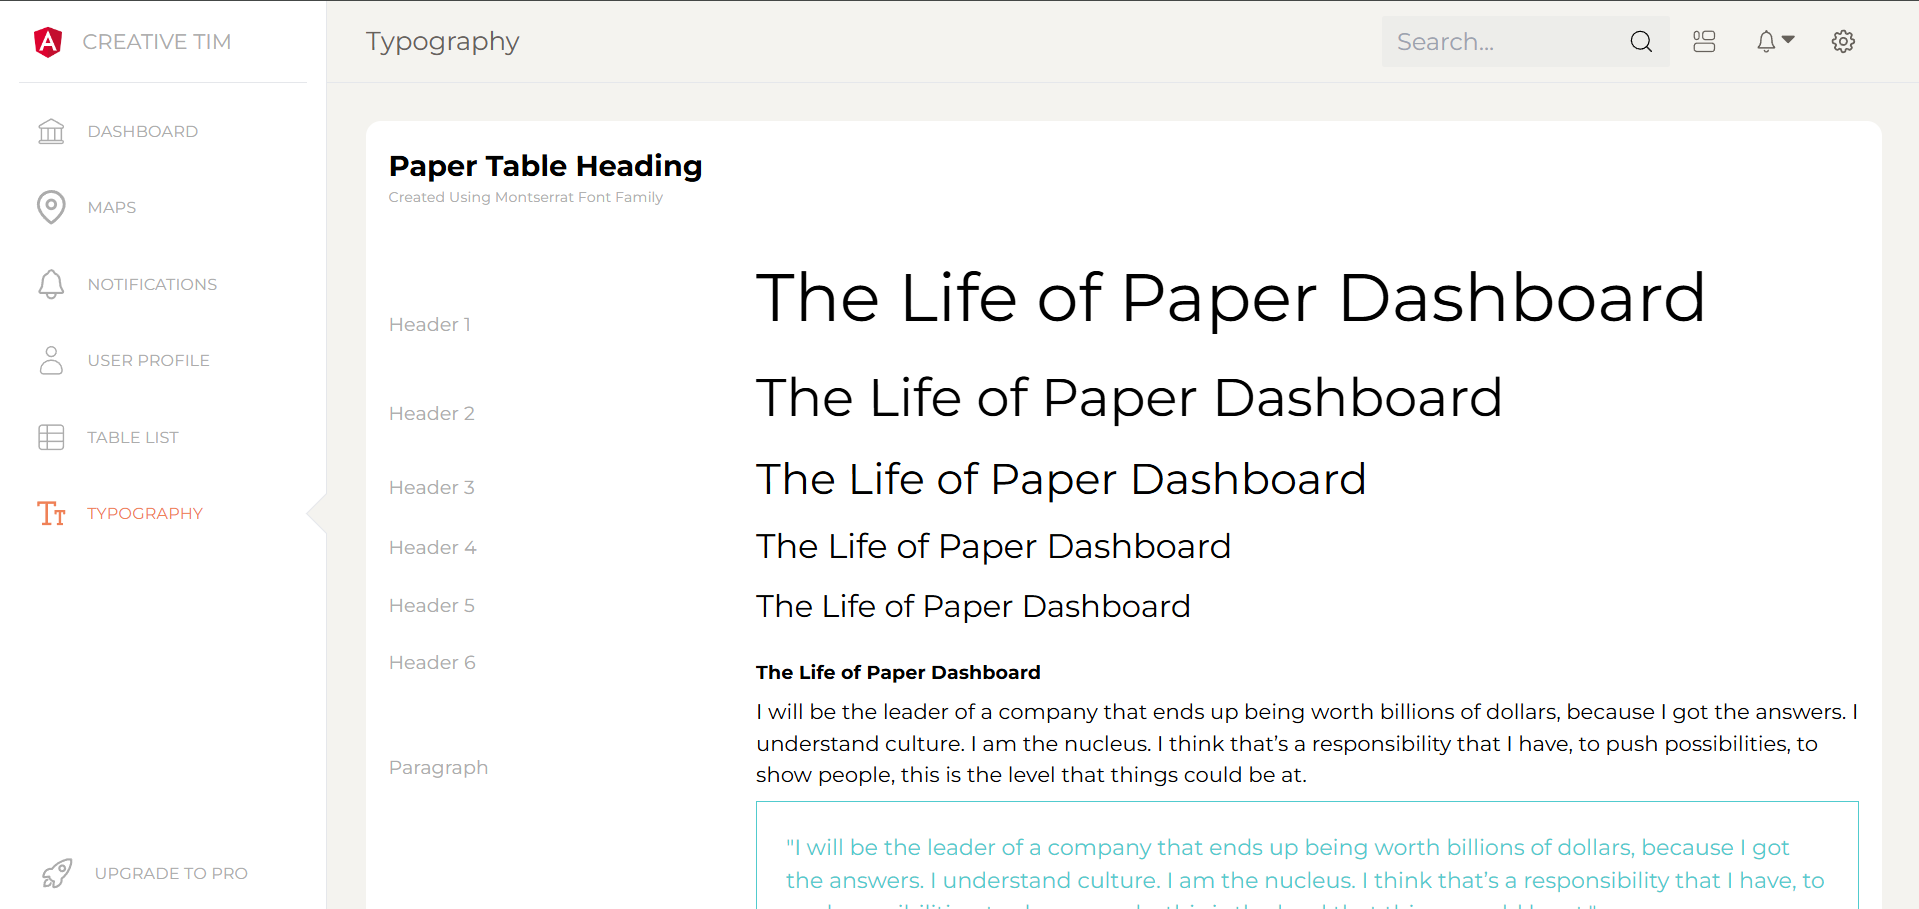 CREATIVE TIM
Typography
Search...
DASHBOARD
MAPS
NOTIFICATIONS
USER PROFILE
TABLE LIST
TYPOGRAPHY
UPGRADE TO PRO
Paper Table Heading
Created Using Montserrat Font Family
Header 1
The Life of Paper Dashboard
Header 2
The Life of Paper Dashboard
Header 3
The Life of Paper Dashboard
Header 4
The Life of Paper Dashboard
Header 5
The Life of Paper Dashboard
Header 6
The Life of Paper Dashboard
Paragraph
I will be the leader of a company that ends up being worth billions of dollars, because I got the answers. I
understand culture. I am the nucleus. I think that’s a responsibility that I have, to push possibilities, to
show people, this is the level that things could be at.
"I will be the leader of a company that ends up being worth billions of dollars, because I got
the answers. I understand culture. I am the nucleus. I think that’s a responsibility that I have, to